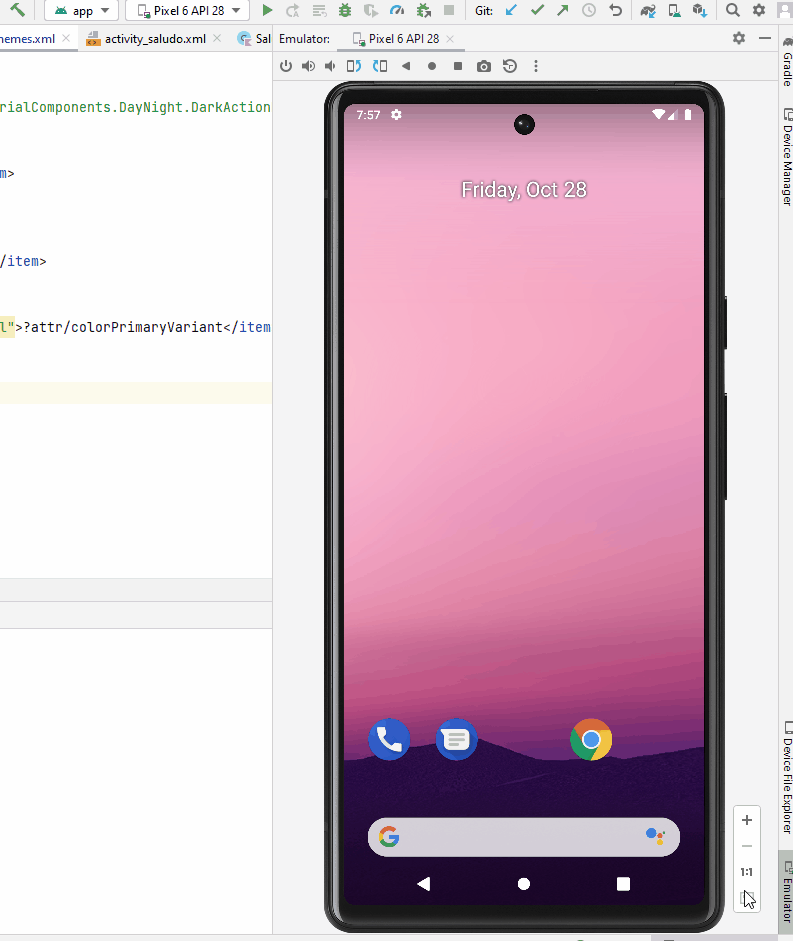 app Pixel 6 API 28 Git:
hemes.xml activity_saludo.xml Sal Emulator: Pixel 6 API 28
rialComponents.DayNight.DarkAction
m>
/item>
l">?attr/colorPrimaryVariant</item
7:57
Friday, Oct 28
1:1
Gradle
Device Manager
Device File Explorer
Emulator